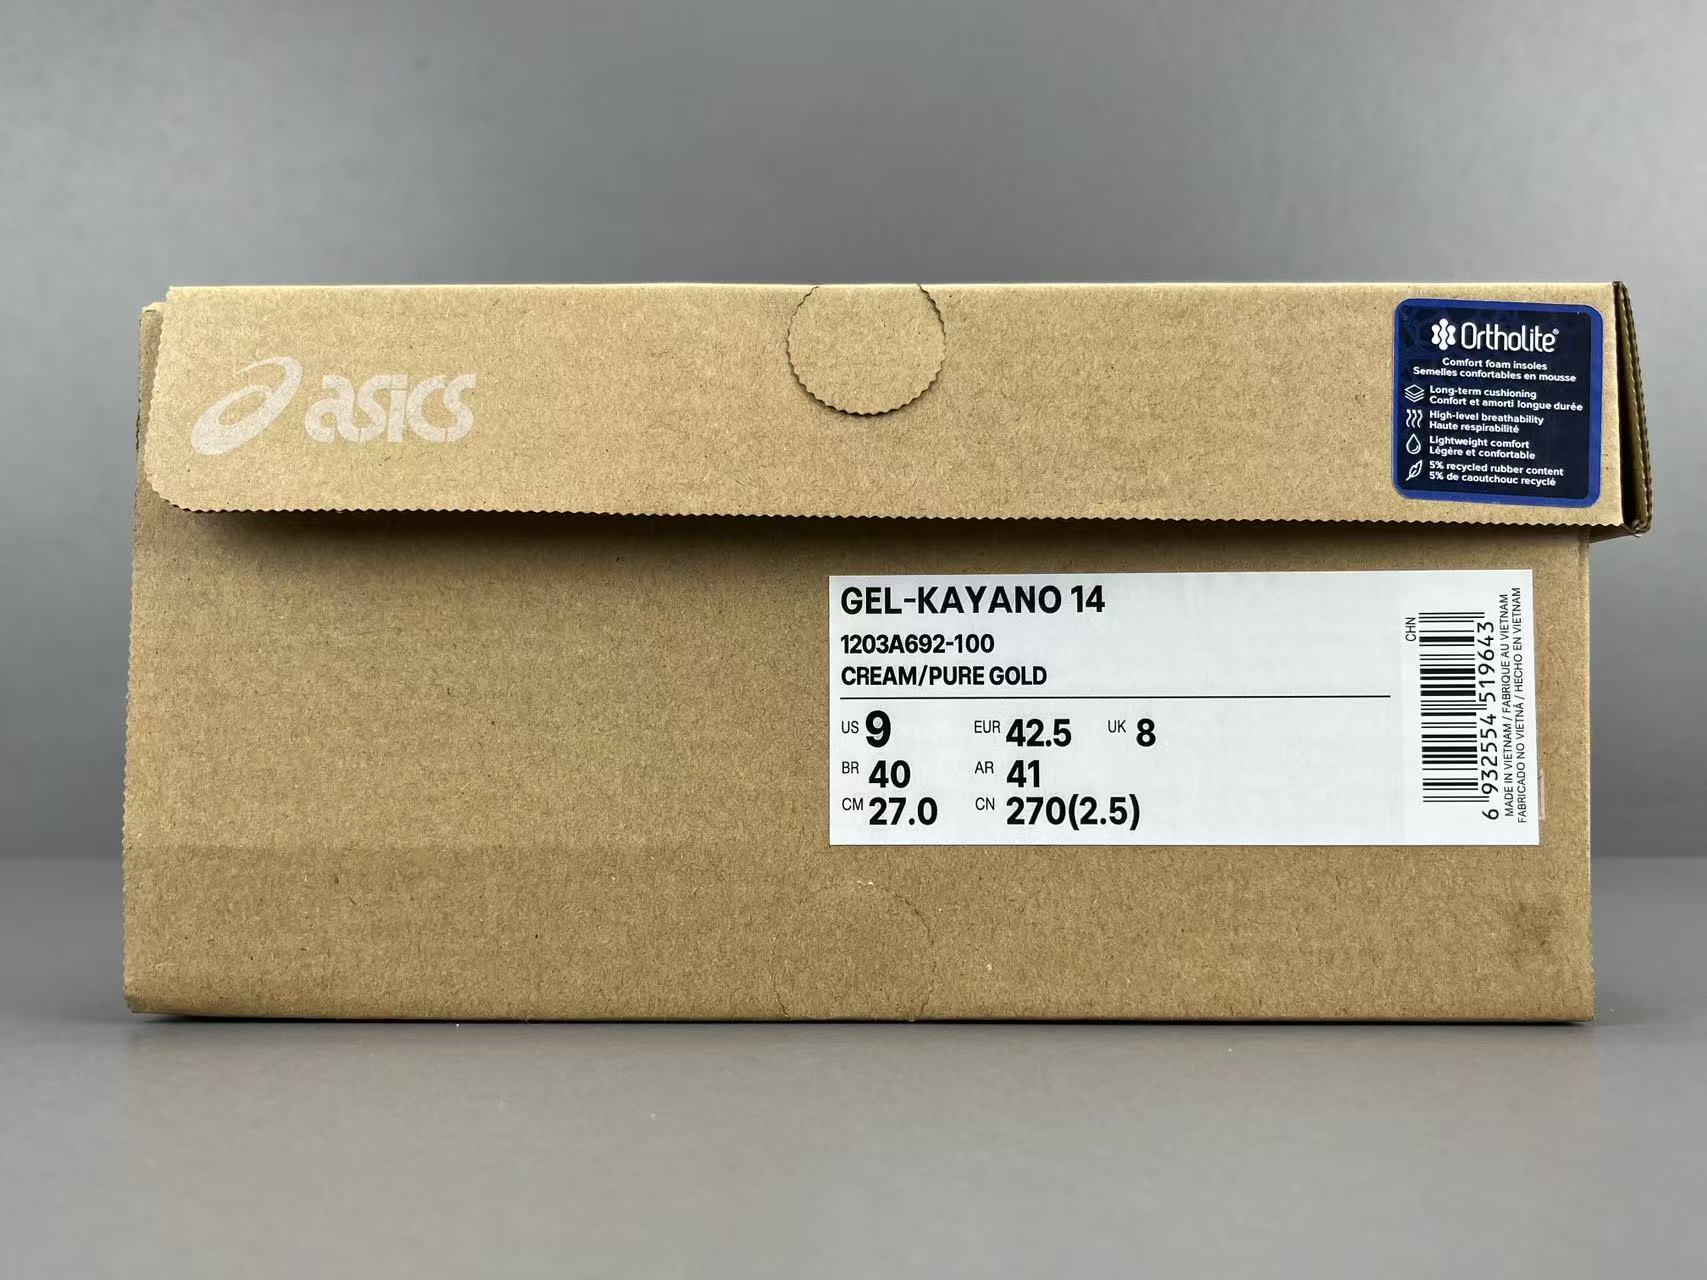 asics
Ortholite®
Comfort foam insoles
Semelles confortables en mousse
Long-term cushioning
Confort et amorti longue durée
High-level breathability
Haute respirabilité
Lightweight comfort
Légère et confortable
5% recycled rubber content
5% de caoutchouc recyclé
GEL-KAYANO 14
1203A692-100
CREAM/PURE GOLD
US 9 EUR 42.5 UK 8
BR 40 AR 41
CM 27.0 CN 270(2.5)
CHN
6 932554 519643
MADE IN VIETNAM / FABRIQUE AU VIETNAM
FABRICADO NO VIETNÃ / HECHO EN VIETNAM